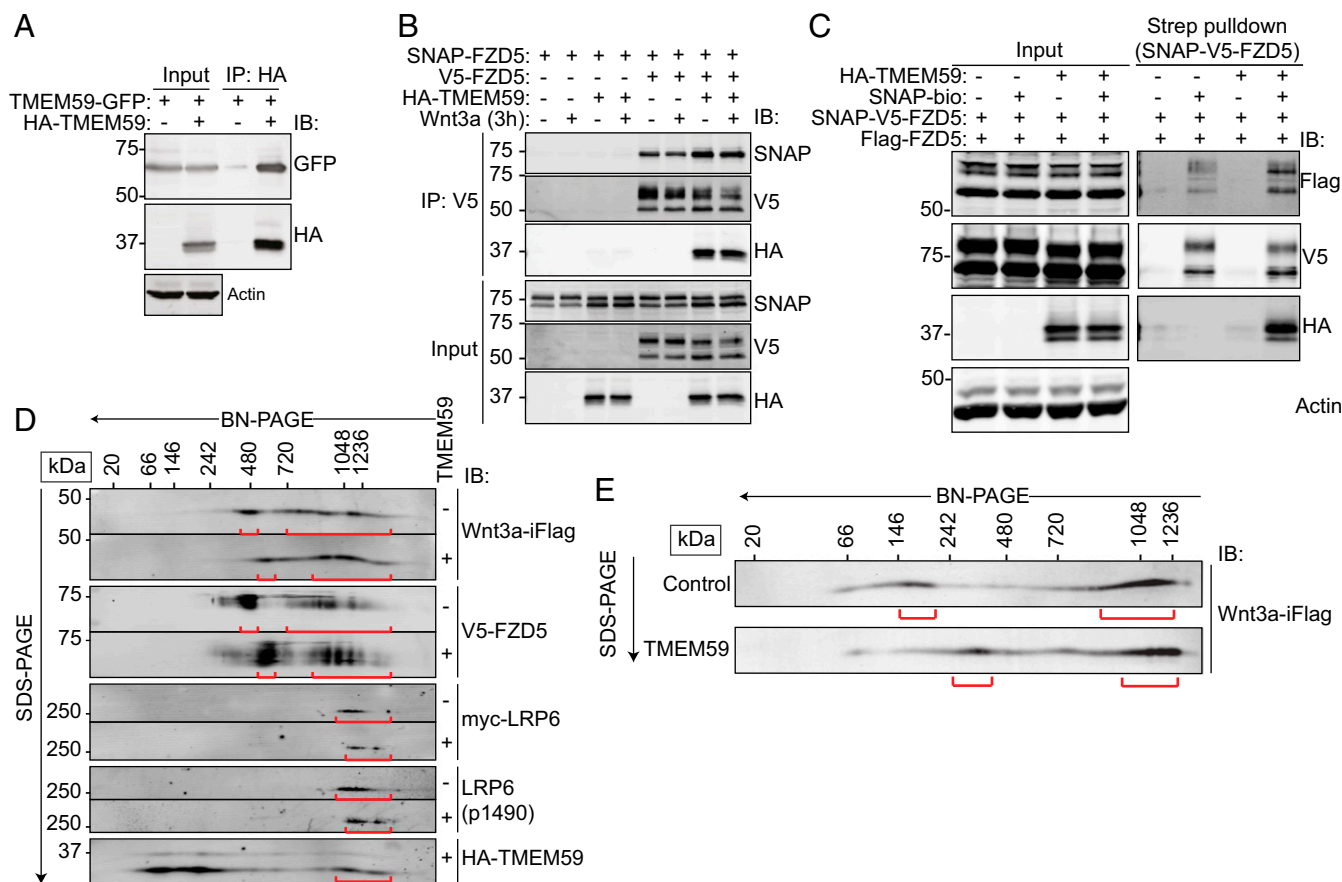 A
Input IP: HA
TMEM59-GFP: + + + +
HA-TMEM59: - + - + IB:
75
GFP
50
37
HA
Actin
B
SNAP-FZD5: + + + + + + + +
V5-FZD5: - - - - + + + +
HA-TMEM59: - - + + - - + +
Wnt3a (3h) - + - + - + - + IB:
75
SNAP
75
IP: V5
V5
50
37
HA
75
SNAP
75
Input
V5
50
37
HA
C
Input
Strep pulldown
(SNAP-V5-FZD5)
HA-TMEM59: - - + + - - + +
SNAP-bio: - + - + - + - +
SNAP-V5-FZD5: + + + + + + + +
Flag-FZD5: + + + + + + + + IB:
Flag
50
75
V5
37
HA
50
Actin
D
BN-PAGE
TMEM59
kDa 20 66 146 242 480 720 1048 1236
IB:
SDS-PAGE
50 -
Wnt3a-iFlag
50 +
75 -
V5-FZD5
75 +
250 -
myc-LRP6
250 +
250 -
LRP6
(p1490)
250 +
37 + HA-TMEM59
E
BN-PAGE
kDa 20 66 146 242 480 720 1048 1236
IB:
SDS-PAGE
Control
Wnt3a-iFlag
TMEM59